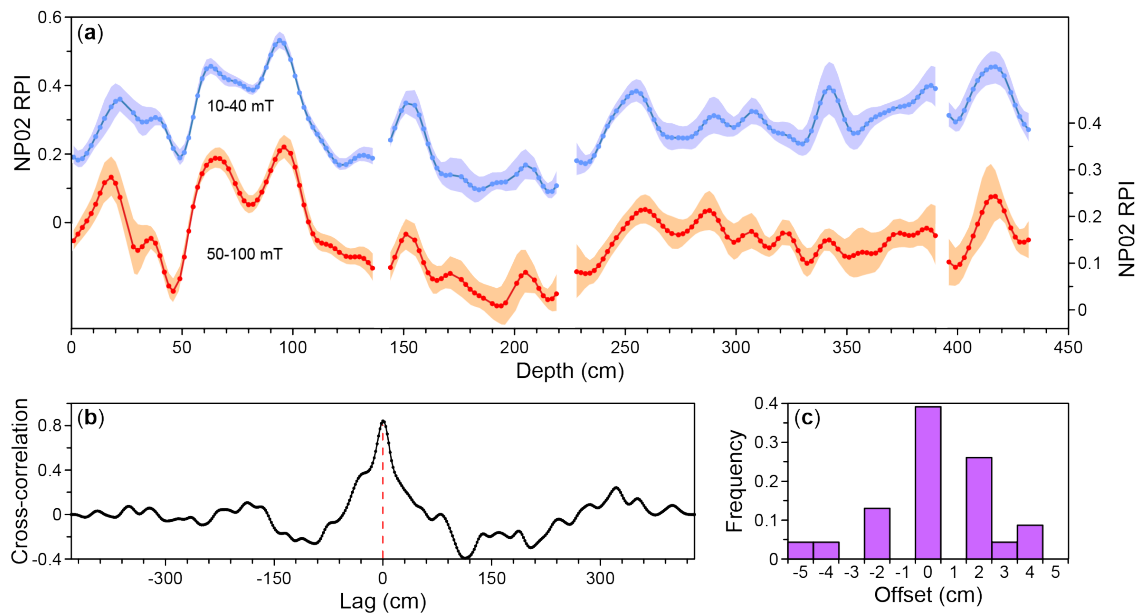 (a)
0.6
0.4
0.2
0
NP02 RPI
10-40 mT
50-100 mT
0.4
0.3
0.2
0.1
0
NP02 RPI
0 50 100 150 200 250 300 350 400 450
Depth (cm)
(b)
0.8
0.4
0
-0.4
Cross-correlation
-300 -150 0 150 300
Lag (cm)
(c)
0.4
0.3
0.2
0.1
0
Frequency
-5 -4 -3 -2 -1 0 1 2 3 4 5
Offset (cm)